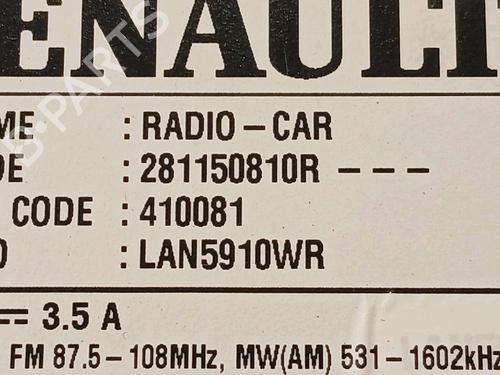 ENAULT
ME : RADIO-CAR
DE : 281150810R ---
CODE : 410081
O : LAN5910WR
3.5 A
FM 87.5-108MHz, MW(AM) 531-1602kHz
B-PARTS